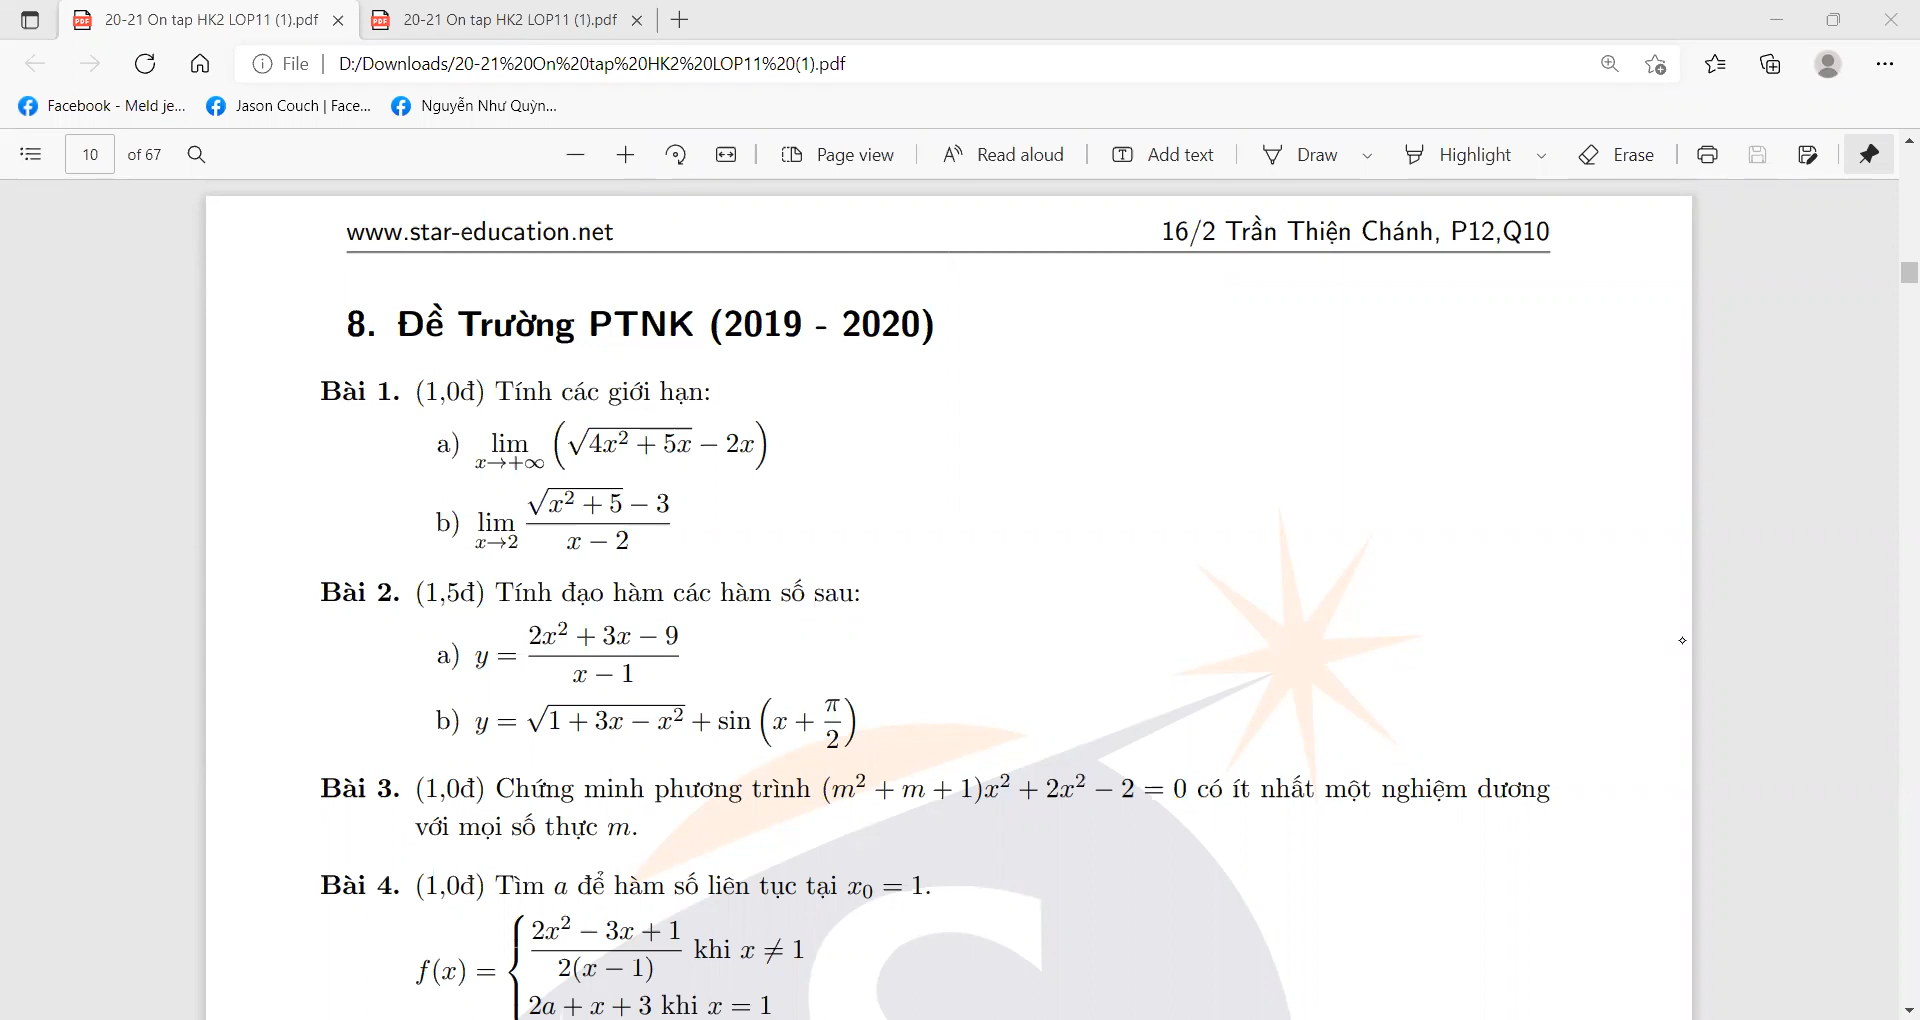 20-21 On tap HK2 LOP11 (1).pdf
20-21 On tap HK2 LOP11 (1).pdf
File
D:/Downloads/20-21%20On%20tap%20HK2%20LOP11%20(1).pdf
Facebook - Meld je...
Jason Couch | Face...
Nguyễn Như Quỳn...
10 of 67
Page view
Read aloud
Add text
Draw
Highlight
Erase
www.star-education.net
16/2 Trần Thiện Chánh, P12,Q10
8. Đề Trường PTNK (2019 - 2020)
Bài 1. (1,0đ) Tính các giới hạn:
a) lim x→+∞ (√(4x² + 5x) − 2x)
b) lim x→2 (√(x² + 5) − 3)/(x − 2)
Bài 2. (1,5đ) Tính đạo hàm các hàm số sau:
a) y = (2x² + 3x − 9)/(x − 1)
b) y = √(1 + 3x − x²) + sin (x + π/2)
Bài 3. (1,0đ) Chứng minh phương trình (m² + m + 1)x² + 2x² − 2 = 0 có ít nhất một nghiệm dương
với mọi số thực m.
Bài 4. (1,0đ) Tìm a để hàm số liên tục tại x₀ = 1.
f(x) = { (2x² − 3x + 1)/(2(x − 1)) khi x ≠ 1
2a + x + 3 khi x = 1